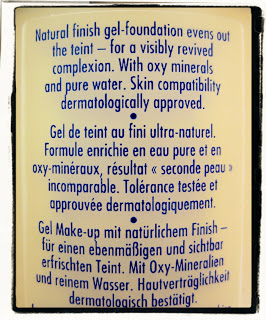 Natural finish gel-foundation evens out
the teint – for a visibly revived
complexion. With oxy minerals
and pure water. Skin compatibility
dermatologically approved.
•
Gel de teint au fini ultra-naturel.
Formule enrichie en eau pure et en
oxy-minéraux, résultat « seconde peau »
incomparable. Tolérance testée et
approuvée dermatologiquement.
•
Gel Make-up mit natürlichem Finish –
für einen ebenmäßigen und sichtbar
erfrischten Teint. Mit Oxy-Mineralien
und reinem Wasser. Hautverträglichkeit
dermatologisch bestätigt.